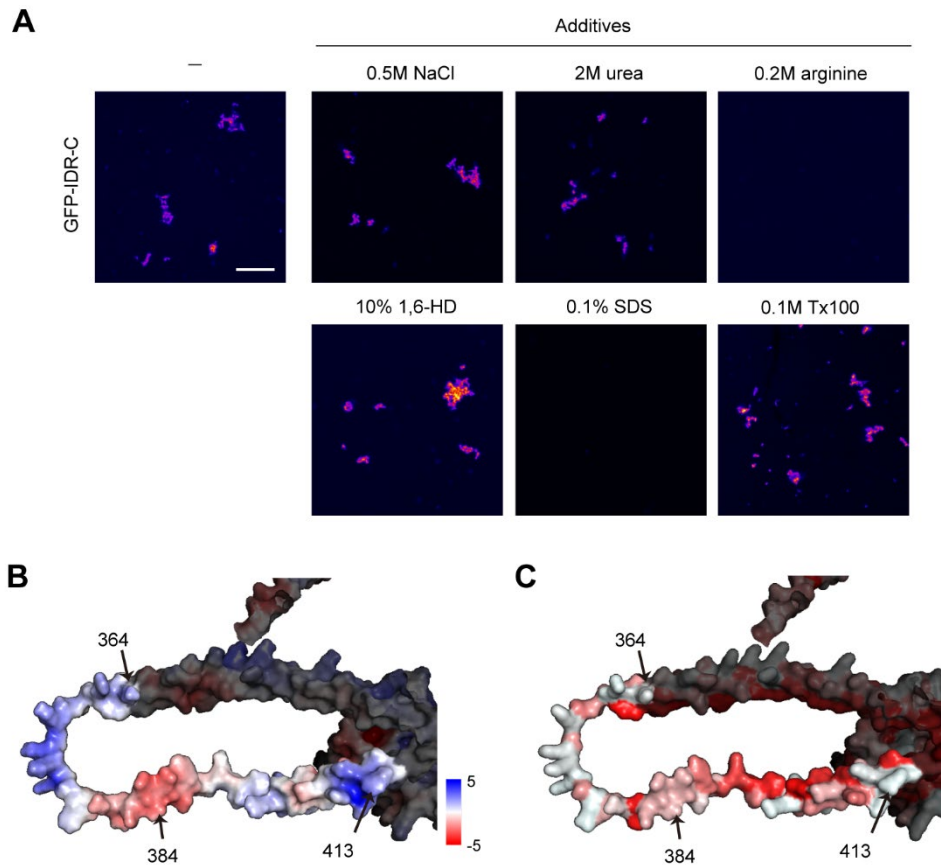 A
Additives
–
0.5M NaCl
2M urea
0.2M arginine
GFP-IDR-C
10% 1,6-HD
0.1% SDS
0.1M Tx100
B
C
364
384
413
5
-5
364
384
413